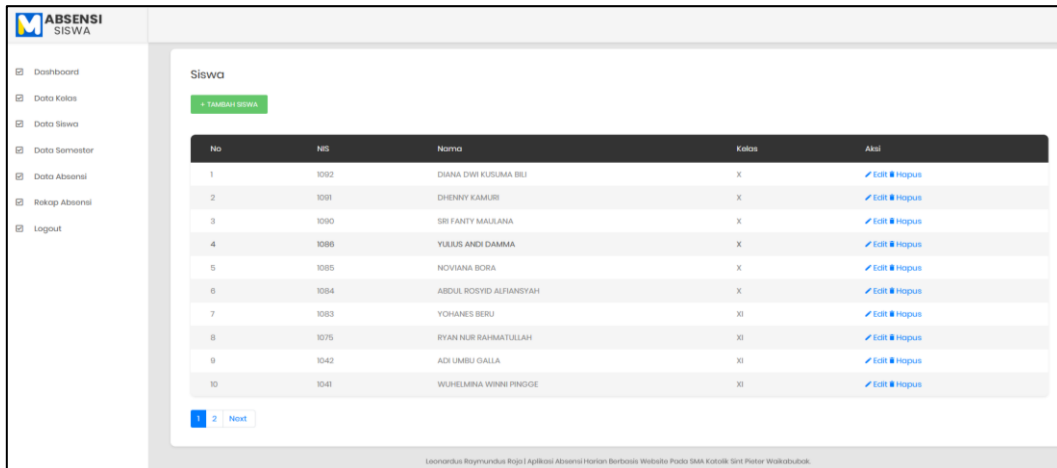 ABSENSI
SISWA
Dashboard
Data Kelas
Data Siswa
Data Semester
Data Absensi
Rekap Absensi
Logout
Siswa
+ TAMBAH SISWA
No NIS Nama Kelas Aksi
1 1092 DIANA DWI KUSUMA BILI X Edit Hapus
2 1091 DHENNY KAMURI X Edit Hapus
3 1090 SRI FANTY MAULANA X Edit Hapus
4 1086 YULIUS ANDI DAMMA X Edit Hapus
5 1085 NOVIANA BORA X Edit Hapus
6 1084 ABDUL ROSYID ALFIANSYAH X Edit Hapus
7 1083 YOHANES BERU XI Edit Hapus
8 1075 RYAN NUR RAHMATULLAH XI Edit Hapus
9 1042 ADI UMBU GALLA XI Edit Hapus
10 1041 WUHELMINA WINNI PINGGE XI Edit Hapus
1 2 Next
Leonardus Raymundus Raja | Aplikasi Absensi Harian Berbasis Website Pada SMA Katolik Sint Pieter Waikabubak.